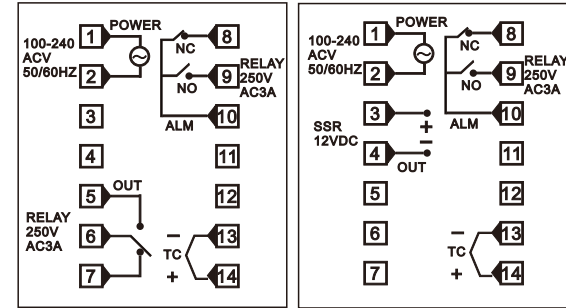 POWER
100-240
ACV
50/60HZ
1
2
3
4
5
6
7
OUT
RELAY
250V
AC3A
NC
NO
ALM
8
9
10
11
12
13
14
RELAY
250V
AC3A
−
TC
+
POWER
100-240
ACV
50/60HZ
1
2
3
4
5
6
7
SSR
12VDC
+
−
OUT
NC
NO
ALM
8
9
10
11
12
13
14
RELAY
250V
AC3A
−
TC
+